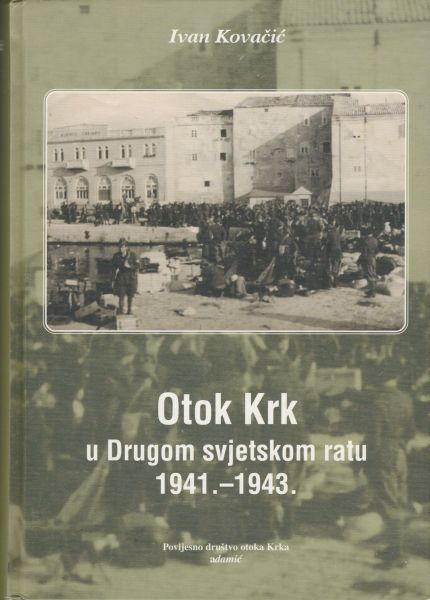 Ivan Kovačić
Otok Krk
u Drugom svjetskom ratu
1941.–1943.
Povijesno društvo otoka Krka
adamić